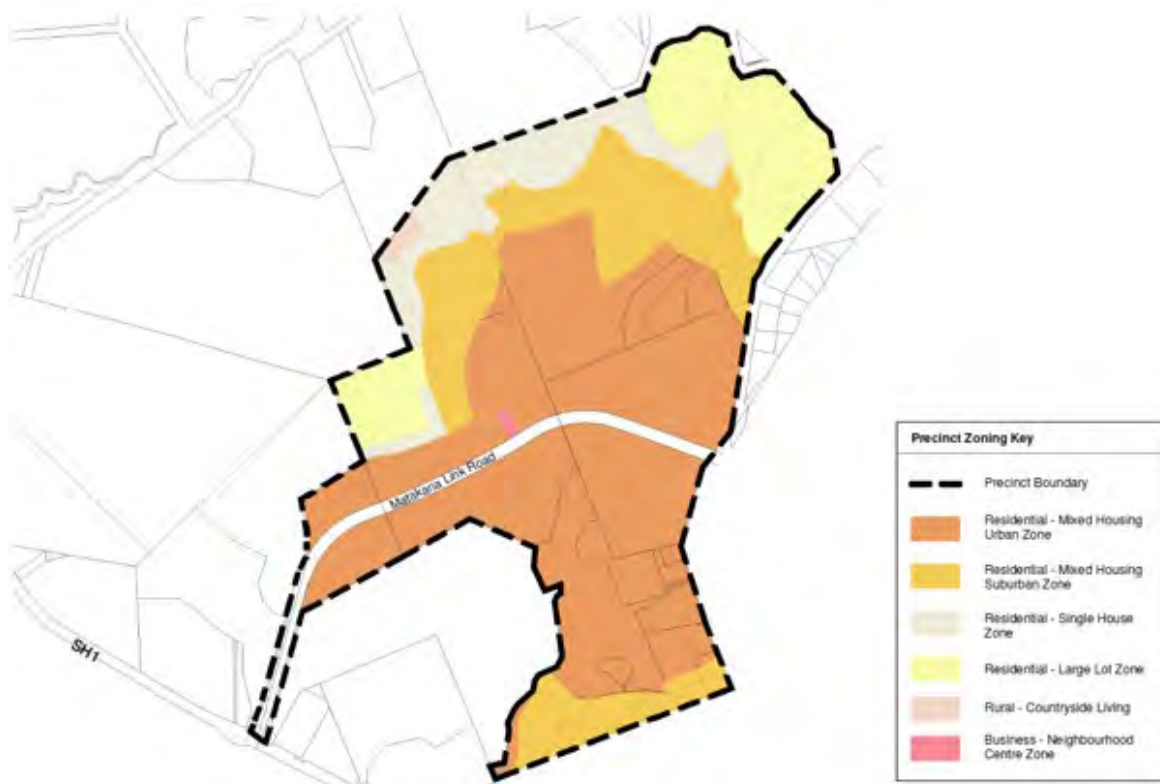 Matakana Link Road
SH1
Precinct Zoning Key
Precinct Boundary
Residential - Mixed Housing
Urban Zone
Residential - Mixed Housing
Suburban Zone
Residential - Single House
Zone
Residential - Large Lot Zone
Rural - Countryside Living
Business - Neighbourhood
Centre Zone